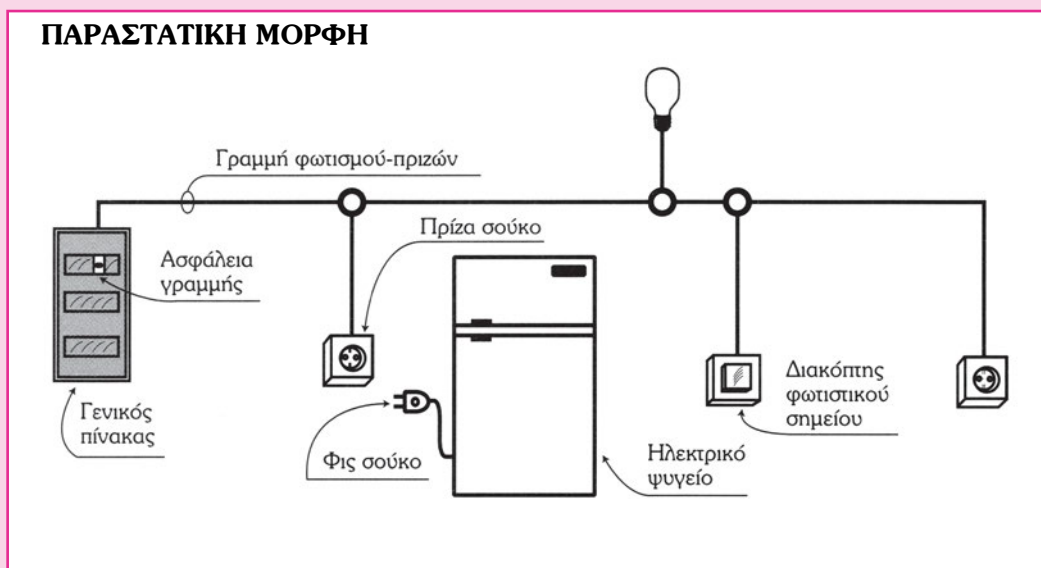 ΠΑΡΑΣΤΑΤΙΚΗ ΜΟΡΦΗ
Γραμμή φωτισμού-πριζών
Πρίζα σούκο
Ασφάλεια
γραμμής
Γενικός
πίνακας
Φις σούκο
Ηλεκτρικό
ψυγείο
Διακόπτης
φωτιστικού
σημείου